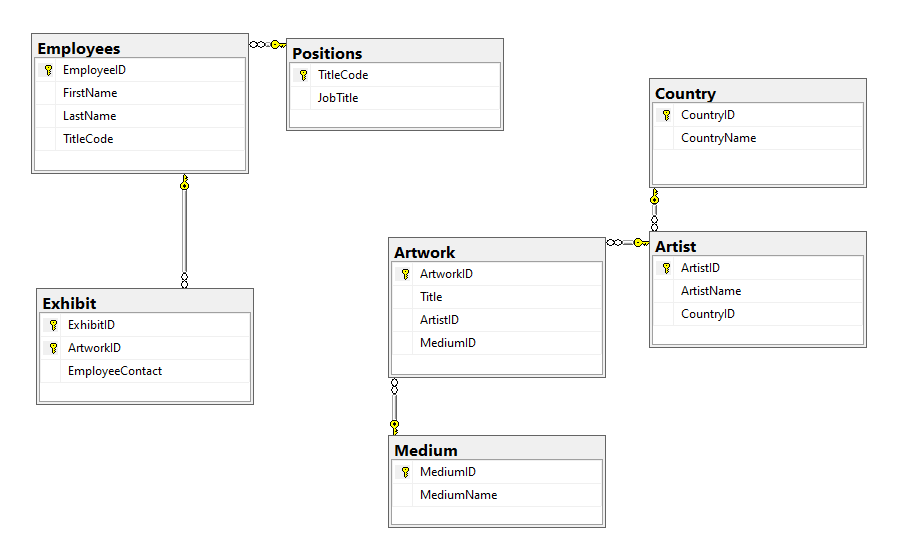 Employees
EmployeeID
FirstName
LastName
TitleCode
Positions
TitleCode
JobTitle
Country
CountryID
CountryName
Artwork
ArtworkID
Title
ArtistID
MediumID
Artist
ArtistID
ArtistName
CountryID
Exhibit
ExhibitID
ArtworkID
EmployeeContact
Medium
MediumID
MediumName